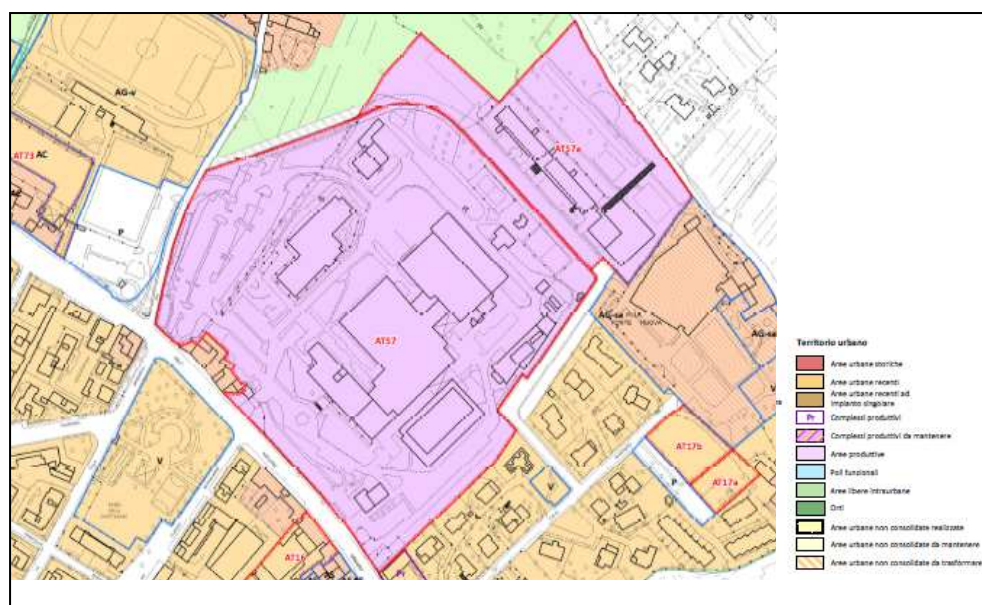 AG-v
AT73 AC
P
AT17a
AT57
AG-sa
AG-sa
V
V
AT17b
P
AT17a
V
AT16
Pr
Territorio urbano
Aree urbane storiche
Aree urbane recenti
Aree urbane recenti ad
impianto singolare
Pr Complessi produttivi
Complessi produttivi da mantenere
Aree produttive
Poli funzionali
Aree libere intraurbane
Orti
Aree urbane non consolidate realizzate
Aree urbane non consolidate da mantenere
Aree urbane non consolidate da trasformare